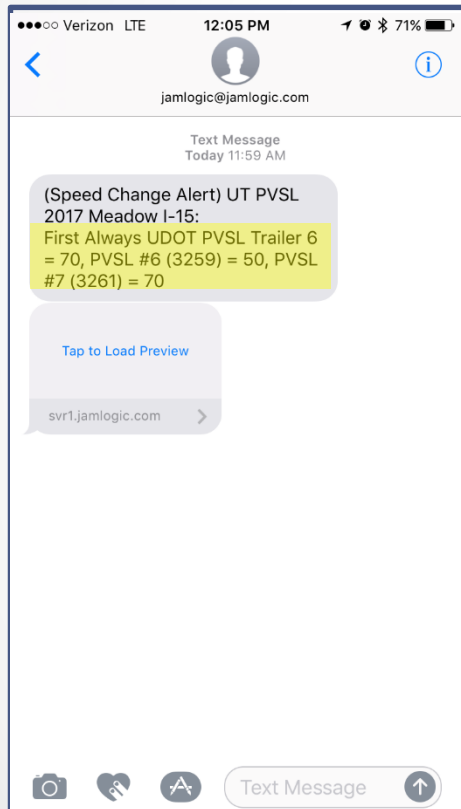 Verizon LTE 12:05 PM 71%
jamlogic@jamlogic.com
Text Message
Today 11:59 AM
(Speed Change Alert) UT PVSL
2017 Meadow I-15:
First Always UDOT PVSL Trailer 6
= 70, PVSL #6 (3259) = 50, PVSL
#7 (3261) = 70
Tap to Load Preview
svr1.jamlogic.com
Text Message